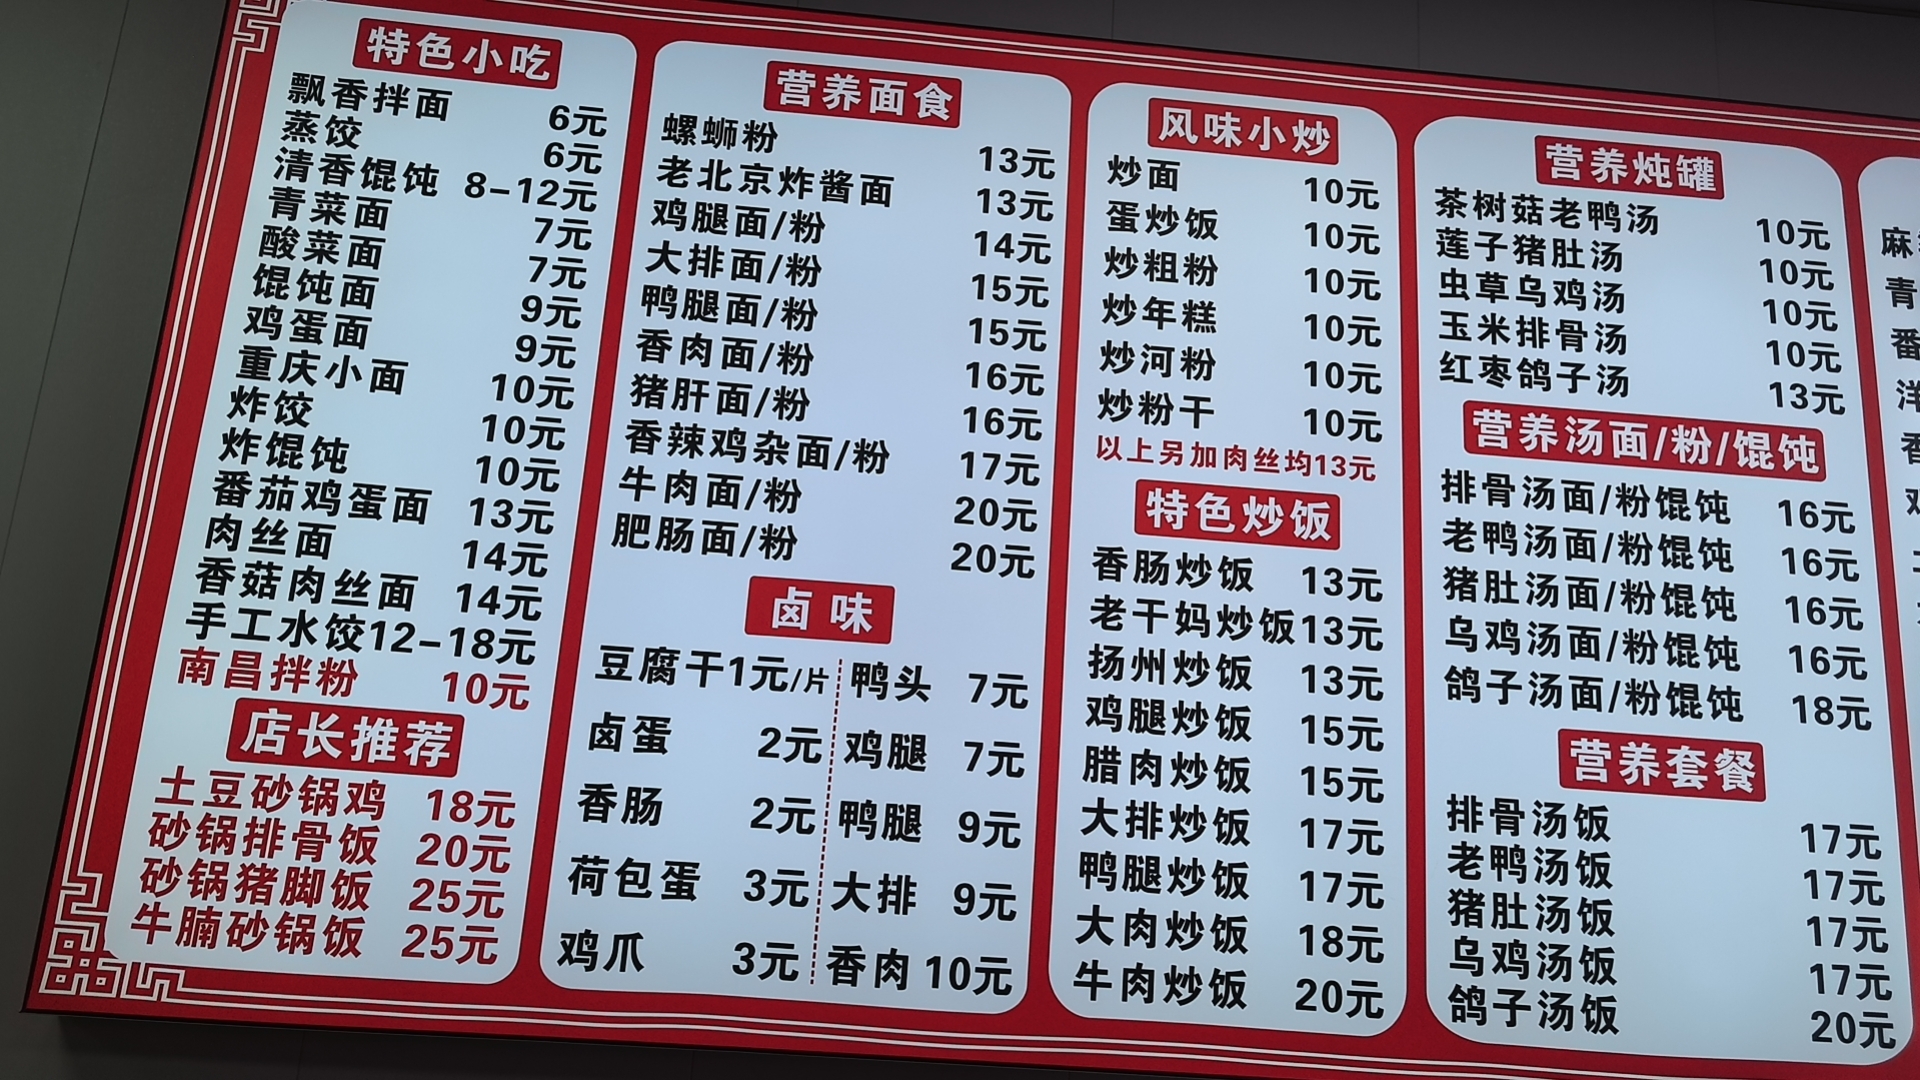 特色小吃
飘香拌面 6元
蒸饺 6元
清香馄饨 8-12元
青菜面 7元
酸菜面 7元
馄饨面 9元
鸡蛋面 9元
重庆小面 10元
炸饺 10元
炸馄饨 10元
番茄鸡蛋面 13元
肉丝面 14元
香菇肉丝面 14元
手工水饺12-18元
南昌拌粉 10元
店长推荐
土豆砂锅鸡 18元
砂锅排骨饭 20元
砂锅猪脚饭 25元
牛腩砂锅饭 25元
营养面食
螺蛳粉 13元
老北京炸酱面 13元
鸡腿面/粉 14元
大排面/粉 15元
鸭腿面/粉 15元
香肉面/粉 16元
猪肝面/粉 16元
香辣鸡杂面/粉 17元
牛肉面/粉 20元
肥肠面/粉 20元
卤味
豆腐干1元/片 鸭头 7元
卤蛋 2元 鸡腿 7元
香肠 2元 鸭腿 9元
荷包蛋 3元 大排 9元
鸡爪 3元 香肉 10元
风味小炒
炒面 10元
蛋炒饭 10元
炒粗粉 10元
炒年糕 10元
炒河粉 10元
炒粉干 10元
以上另加肉丝均13元
特色炒饭
香肠炒饭 13元
老干妈炒饭13元
扬州炒饭 13元
鸡腿炒饭 15元
腊肉炒饭 15元
大排炒饭 17元
鸭腿炒饭 17元
大肉炒饭 18元
牛肉炒饭 20元
营养炖罐
茶树菇老鸭汤 10元
莲子猪肚汤 10元
虫草乌鸡汤 10元
玉米排骨汤 10元
红枣鸽子汤 13元
营养汤面/粉/馄饨
排骨汤面/粉馄饨 16元
老鸭汤面/粉馄饨 16元
猪肚汤面/粉馄饨 16元
乌鸡汤面/粉馄饨 16元
鸽子汤面/粉馄饨 18元
营养套餐
排骨汤饭 17元
老鸭汤饭 17元
猪肚汤饭 17元
乌鸡汤饭 17元
鸽子汤饭 20元
麻
青
番
洋
香